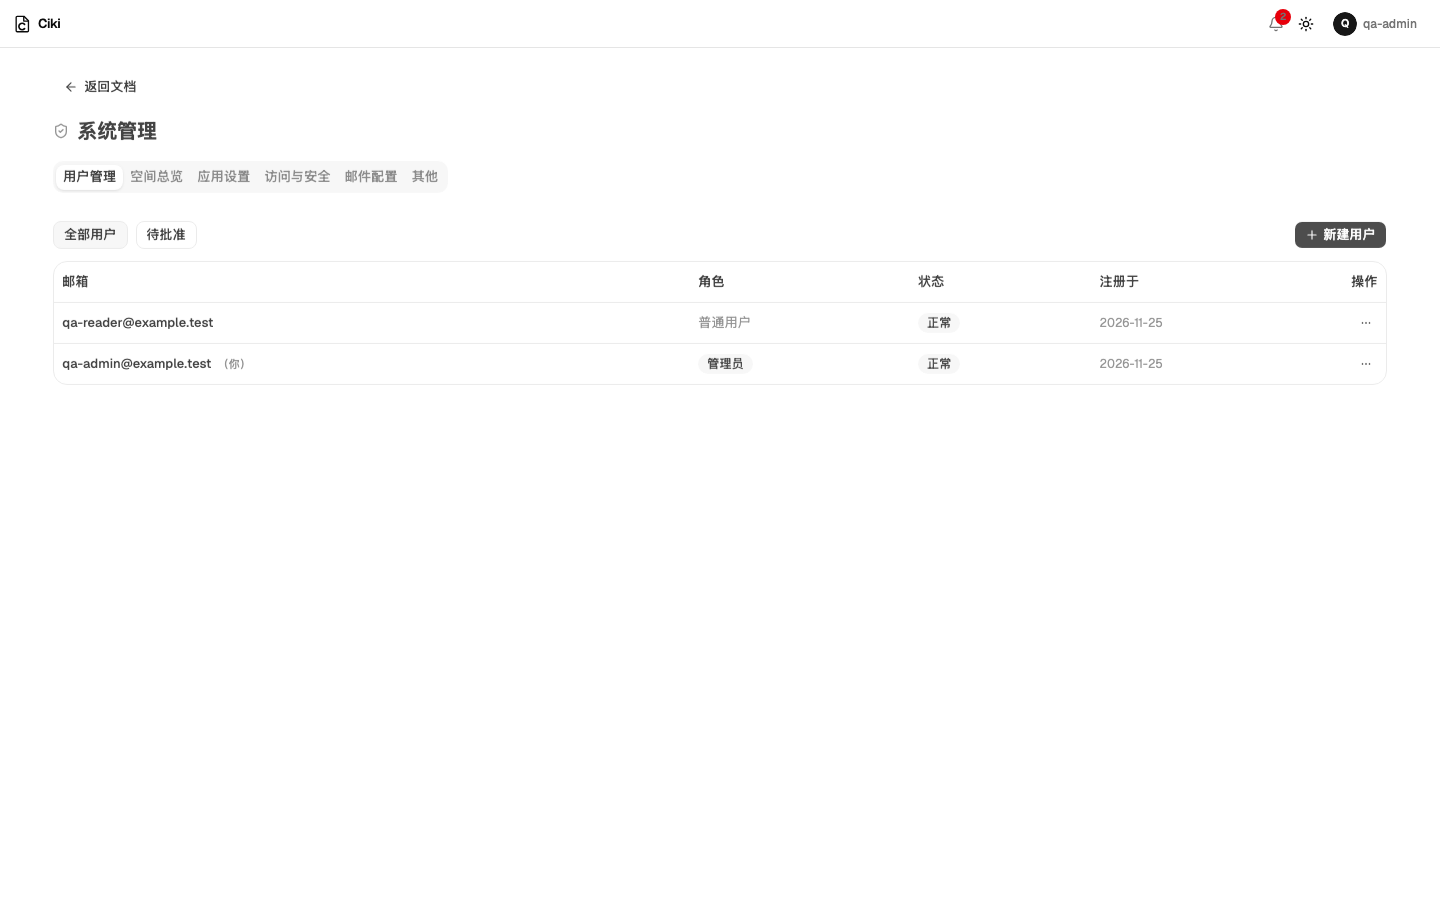 Ciki
2
qa-admin
返回文档
系统管理
用户管理 空间总览 应用设置 访问与安全 邮件配置 其他
全部用户 待批准 新建用户
邮箱 角色 状态 注册于 操作
qa-reader@example.test 普通用户 正常 2026-11-25 ···
qa-admin@example.test （你） 管理员 正常 2026-11-25 ···